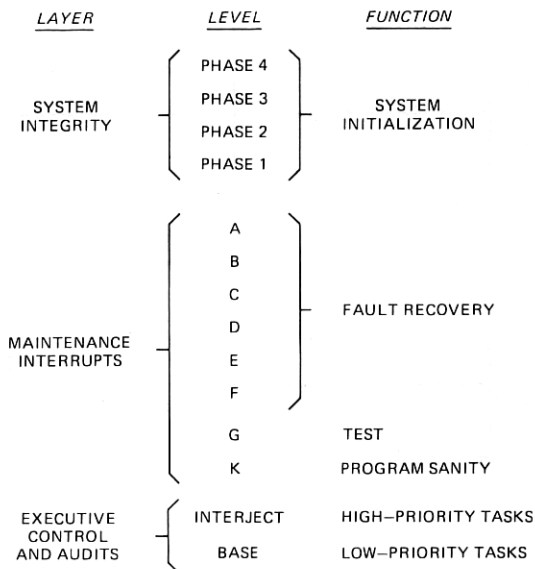 LAYER LEVEL FUNCTION
PHASE 4
PHASE 3
SYSTEM INTEGRITY
PHASE 2
PHASE 1
SYSTEM INITIALIZATION
A
B
C
D
E
F
FAULT RECOVERY
MAINTENANCE INTERRUPTS
G TEST
K PROGRAM SANITY
EXECUTIVE CONTROL AND AUDITS
INTERJECT HIGH–PRIORITY TASKS
BASE LOW–PRIORITY TASKS